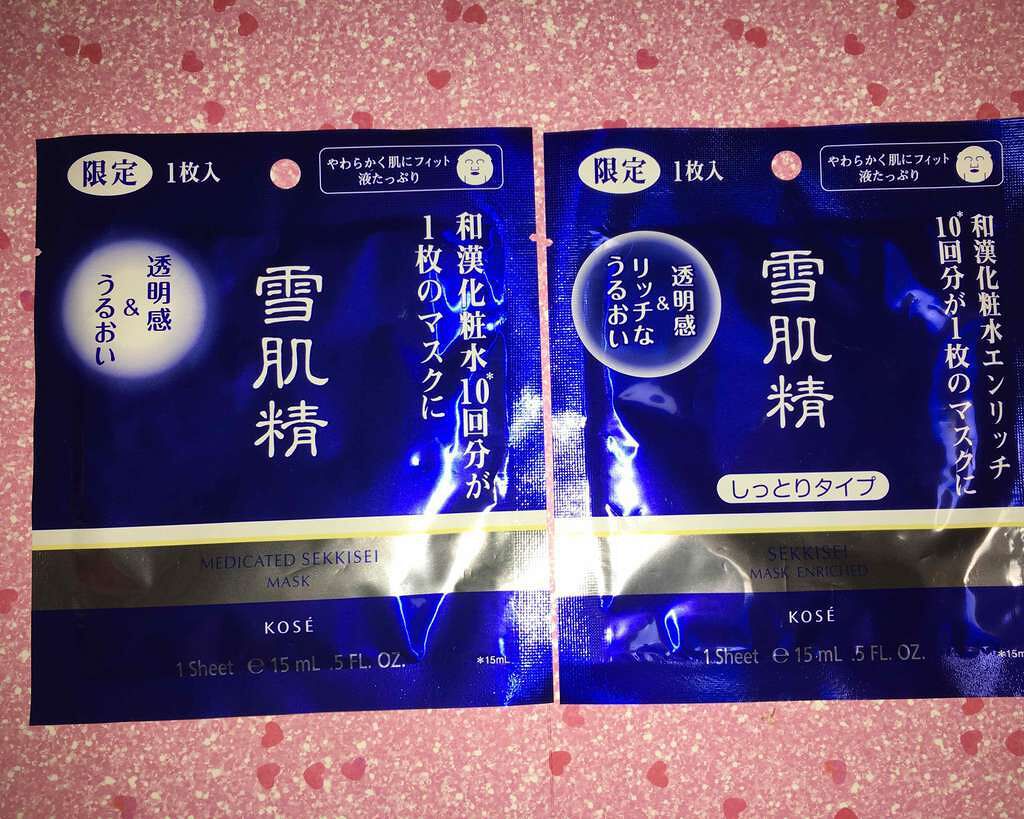 限定
1枚入
やわらかく肌にフィット
液たっぷり
和漢化粧水10*回分が
1枚のマスクに
透明感
&
うるおい
雪肌精
MEDICATED SEKKISEI
MASK
KOSÉ
1 Sheet ℮ 15 mL .5 FL. OZ.
*15mL
限定
1枚入
やわらかく肌にフィット
液たっぷり
和漢化粧水エンリッチ
10*回分が1枚のマスクに
透明感
&
リッチな
うるおい
雪肌精
しっとりタイプ
SEKKISEI
MASK ENRICHED
KOSÉ
1 Sheet ℮ 15 mL .5 FL. OZ.
*15m